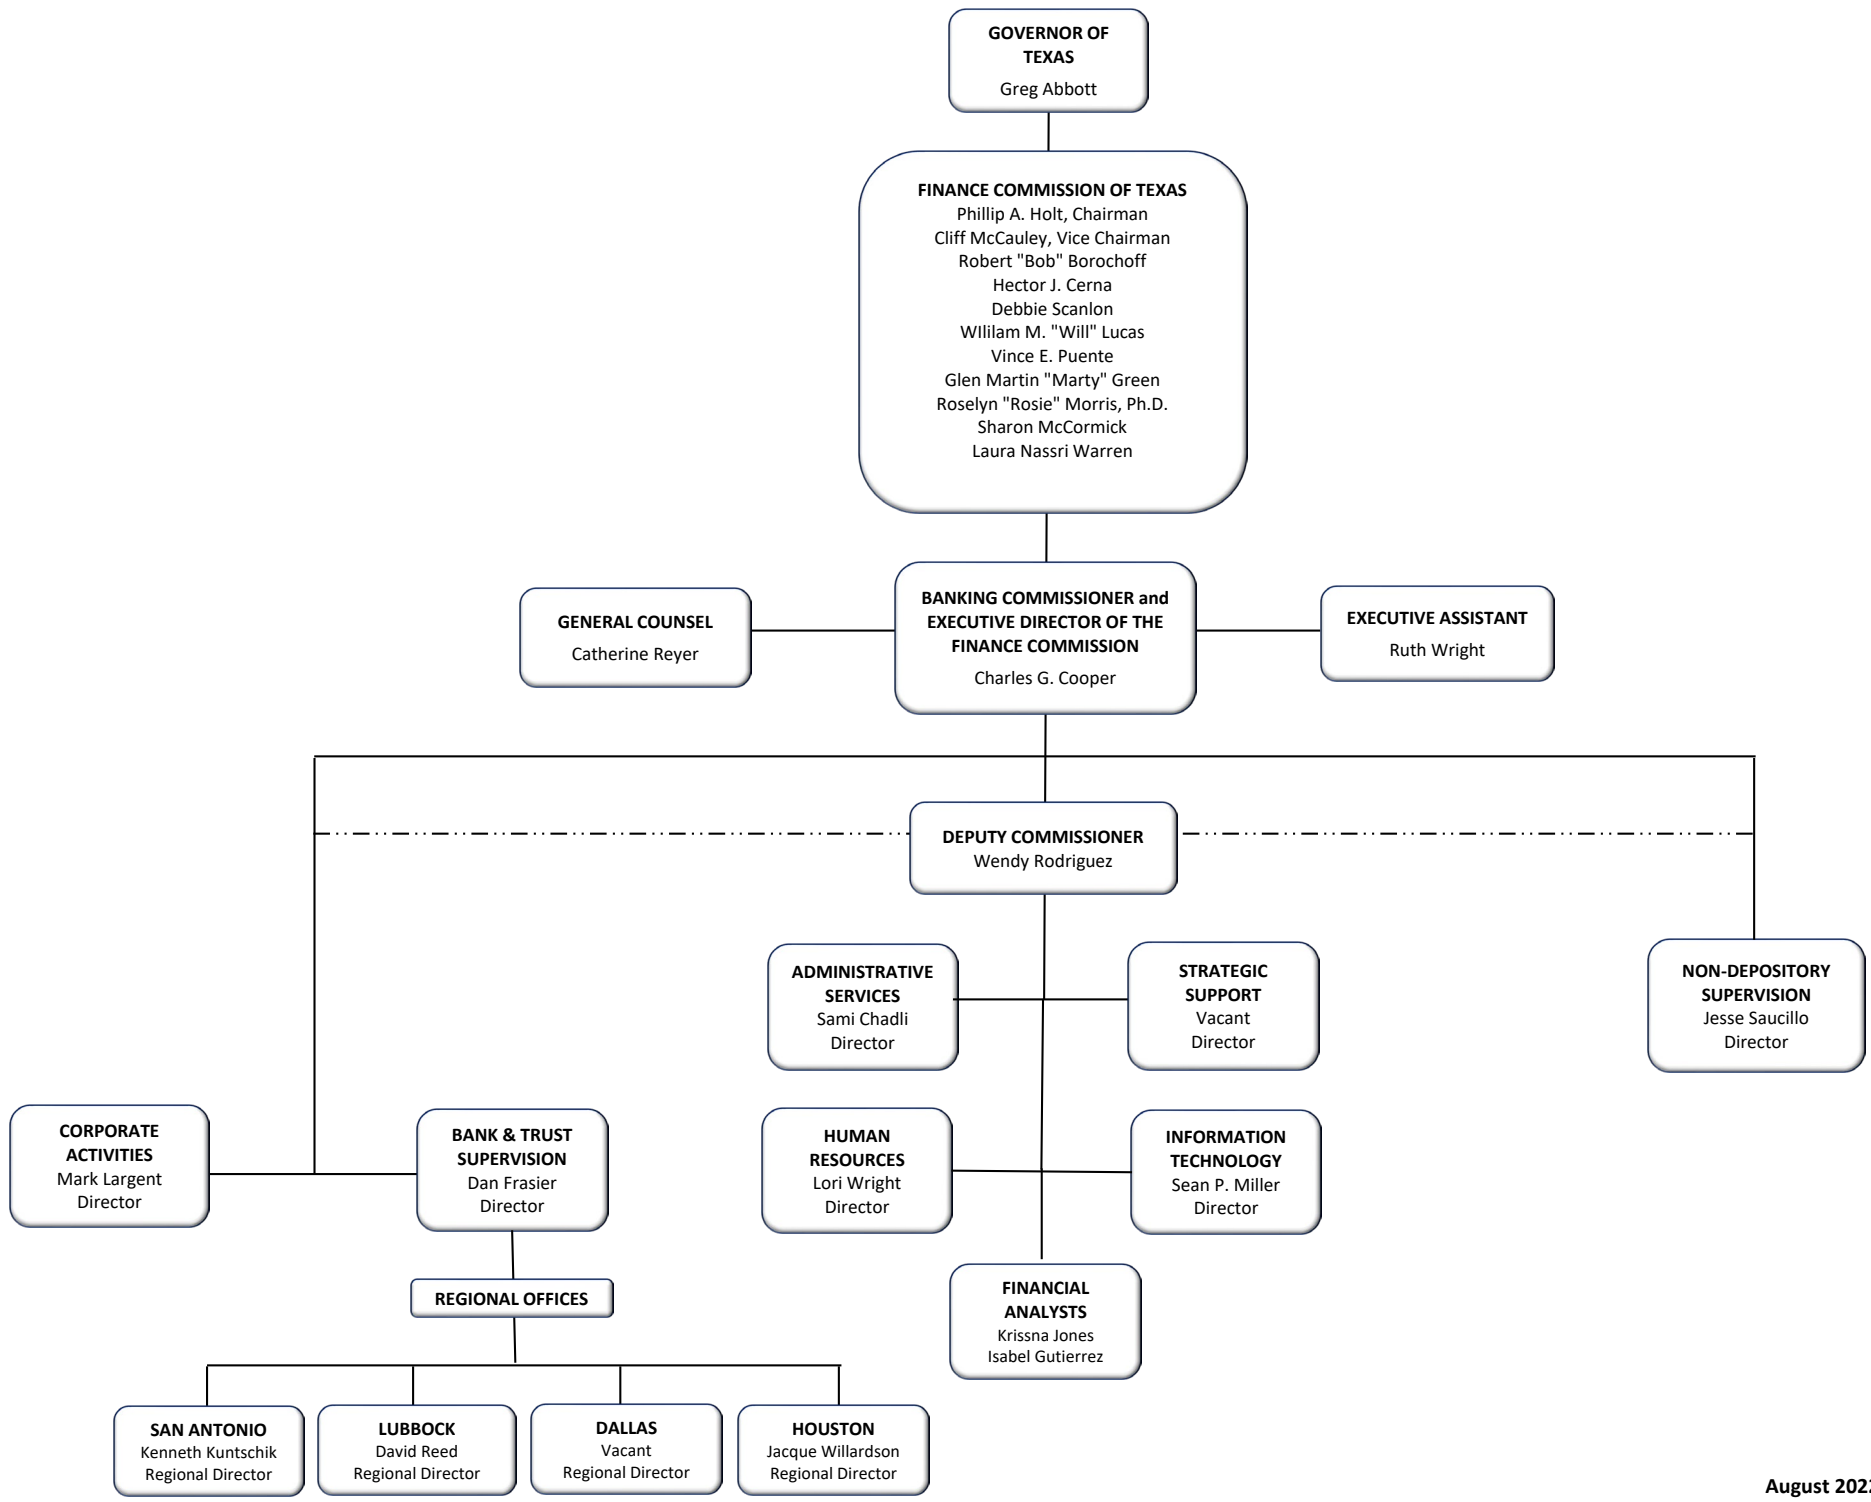 GOVERNOR OF
TEXAS
Greg Abbott
FINANCE COMMISSION OF TEXAS
Phillip A. Holt, Chairman
Cliff McCauley, Vice Chairman
Robert "Bob" Borochoff
Hector J. Cerna
Debbie Scanlon
WIlilam M. "Will" Lucas
Vince E. Puente
Glen Martin "Marty" Green
Roselyn "Rosie" Morris, Ph.D.
Sharon McCormick
Laura Nassri Warren
GENERAL COUNSEL
Catherine Reyer
BANKING COMMISSIONER and
EXECUTIVE DIRECTOR OF THE
FINANCE COMMISSION
Charles G. Cooper
EXECUTIVE ASSISTANT
Ruth Wright
DEPUTY COMMISSIONER
Wendy Rodriguez
ADMINISTRATIVE
SERVICES
Sami Chadli
Director
STRATEGIC
SUPPORT
Vacant
Director
NON-DEPOSITORY
SUPERVISION
Jesse Saucillo
Director
CORPORATE
ACTIVITIES
Mark Largent
Director
BANK & TRUST
SUPERVISION
Dan Frasier
Director
HUMAN
RESOURCES
Lori Wright
Director
INFORMATION
TECHNOLOGY
Sean P. Miller
Director
REGIONAL OFFICES
FINANCIAL
ANALYSTS
Krissna Jones
Isabel Gutierrez
SAN ANTONIO
Kenneth Kuntschik
Regional Director
LUBBOCK
David Reed
Regional Director
DALLAS
Vacant
Regional Director
HOUSTON
Jacque Willardson
Regional Director
August